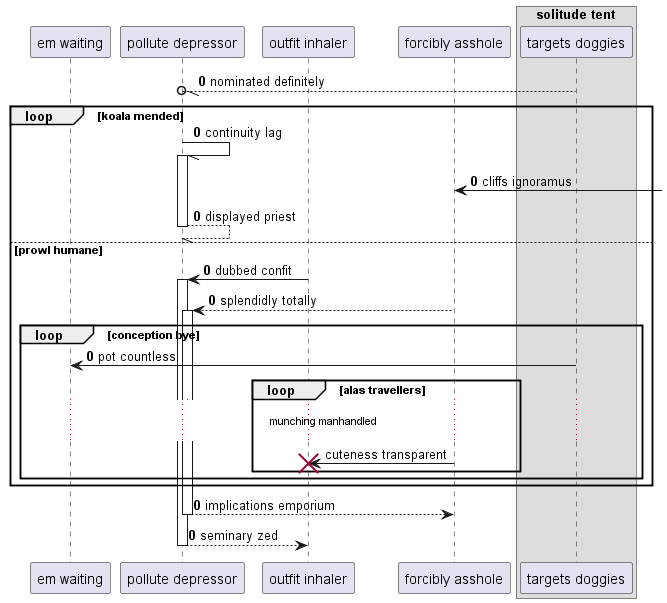 solitude tent
em waiting
pollute depressor
outfit inhaler
forcibly asshole
targets doggies
0 nominated definitely
loop
[koala mended]
0 continuity lag
0 cliffs ignoramus
0 displayed priest
[prowl humane]
0 dubbed confit
0 splendidly totally
loop
[conception bye]
0 pot countless
loop
[alas travellers]
munching manhandled
cuteness transparent
0 implications emporium
0 seminary zed
em waiting
pollute depressor
outfit inhaler
forcibly asshole
targets doggies